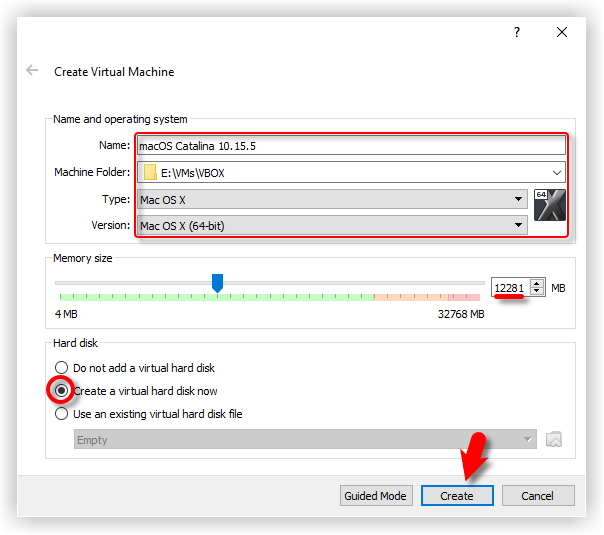 ?
Create Virtual Machine
Name and operating system
Name: macOS Catalina 10.15.5
Machine Folder: E:\VMs\VBOX
Type: Mac OS X
64
Version: Mac OS X (64-bit)
Memory size
12281 MB
4 MB 32768 MB
Hard disk
Do not add a virtual hard disk
Create a virtual hard disk now
Use an existing virtual hard disk file
Empty
Guided Mode Create Cancel